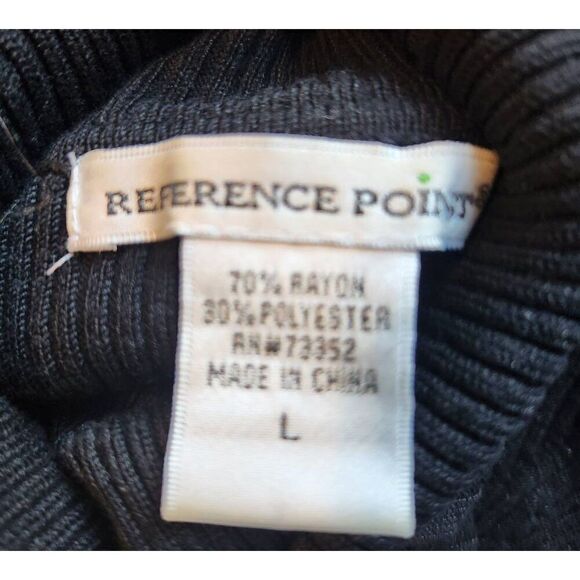 REFERENCE POINT
70% RAYON
30% POLYESTER
RN#73352
MADE IN CHINA
L